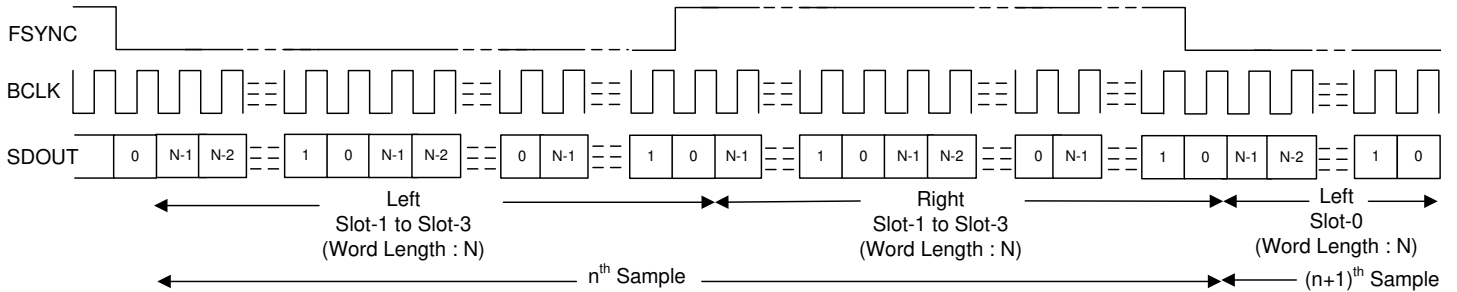 FSYNC
BCLK
SDOUT 0 N-1 N-2 1 0 N-1 N-2 0 N-1 1 0 N-1 1 0 N-1 N-2 0 N-1 1 0 N-1 N-2 1 0
Left
Slot-1 to Slot-3
(Word Length : N)
Right
Slot-1 to Slot-3
(Word Length : N)
Left
Slot-0
(Word Length : N)
nth Sample
(n+1)th Sample